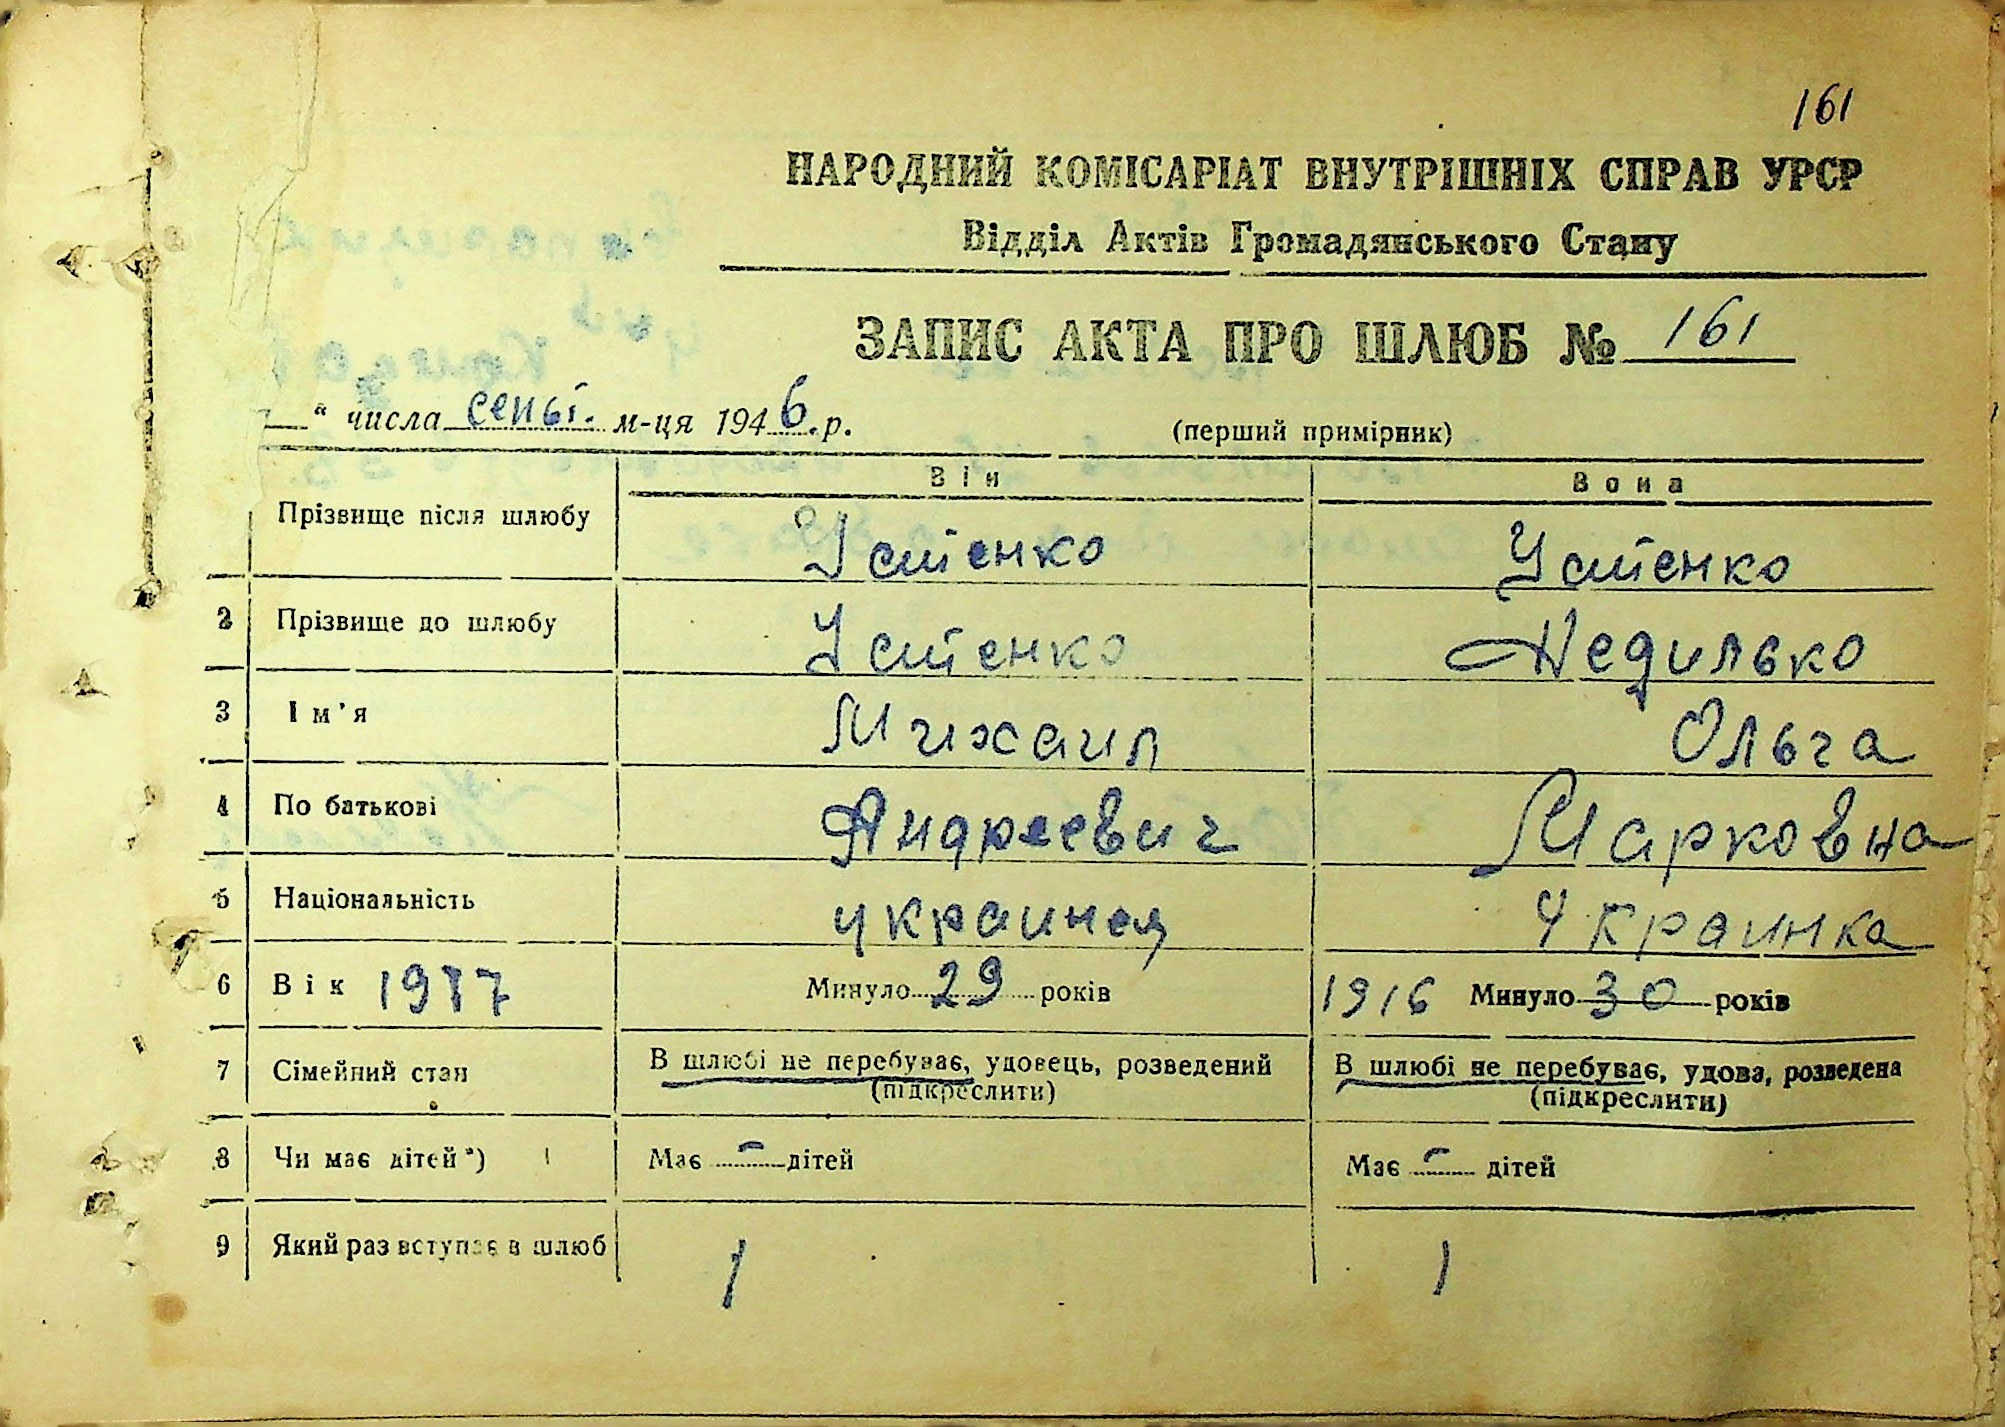 161
НАРОДНИЙ КОМІСАРІАТ ВНУТРІШНІХ СПРАВ УРСР
Відділ Актів Громадянського Стану
ЗАПИС АКТА ПРО ШЛЮБ № 161
“ числа сент. м-ця 1946.р.
(перший примірник)
Він Вона
Прізвище після шлюбу Устенко Устенко
2 Прізвище до шлюбу Устенко Недилько
3 Ім'я Михаил Ольга
4 По батькові Андреевич Марковна
5 Національність украинец Украинка
6 Вік 1917 Минуло 29 років 1916 Минуло 30 років
7 Сімейний стан В шлюбі не перебуває, удовець, розведений В шлюбі не перебуває, удова, розведена
(підкреслити) (підкреслити)
8 Чи має дітей*) Має - дітей Має - дітей
9 Який раз вступає в шлюб 1 1